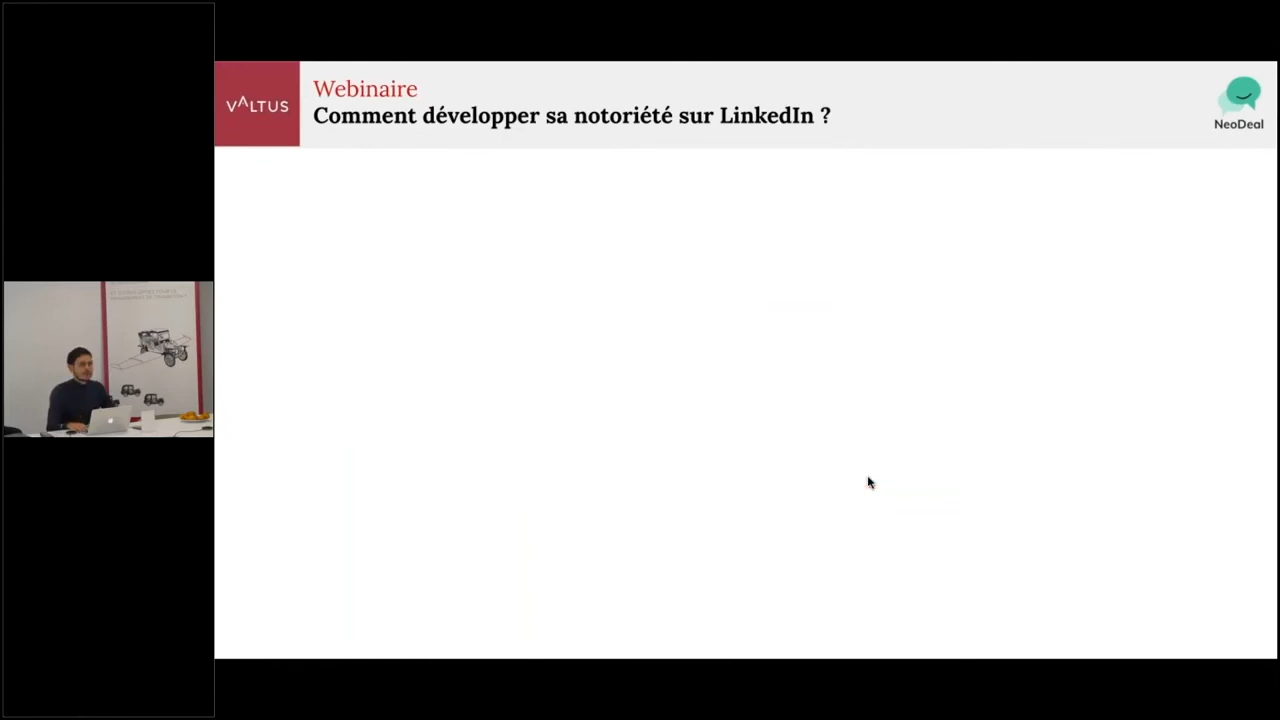 VALTUS
Webinaire
Comment développer sa notoriété sur LinkedIn ?
NeoDeal